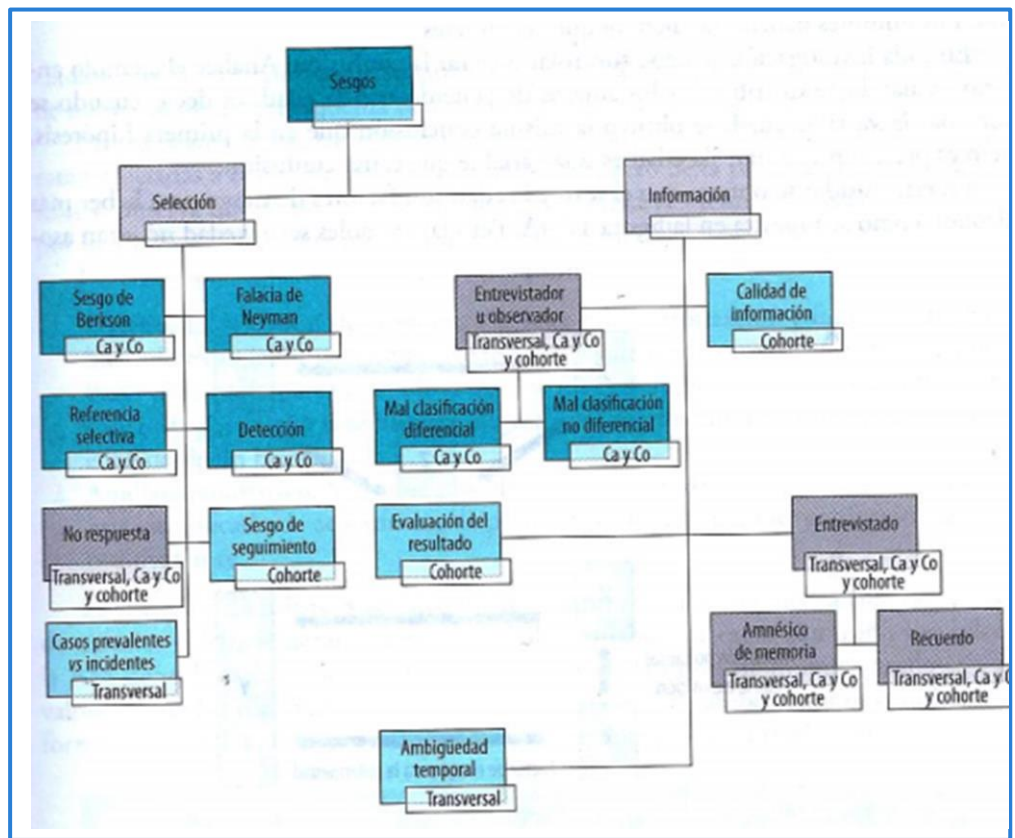 Sesgos
Selección
Información
Sesgo de
Berkson
Ca y Co
Falacia de
Neyman
Ca y Co
Entrevistador
u observador
Transversal, Ca y Co
y cohorte
Calidad de
información
Cohorte
Referencia
selectiva
Ca y Co
Detección
Ca y Co
Mal clasificación
diferencial
Ca y Co
Mal clasificación
no diferencial
Ca y Co
No respuesta
Transversal, Ca y Co
y cohorte
Sesgo de
seguimiento
Cohorte
Evaluación del
resultado
Cohorte
Entrevistado
Transversal, Ca y Co
y cohorte
Casos prevalentes
vs incidentes
Transversal
Amnésico
de memoria
Transversal, Ca y Co
y cohorte
Recuerdo
Transversal, Ca y
y cohorte
Ambigüedad
temporal
Transversal